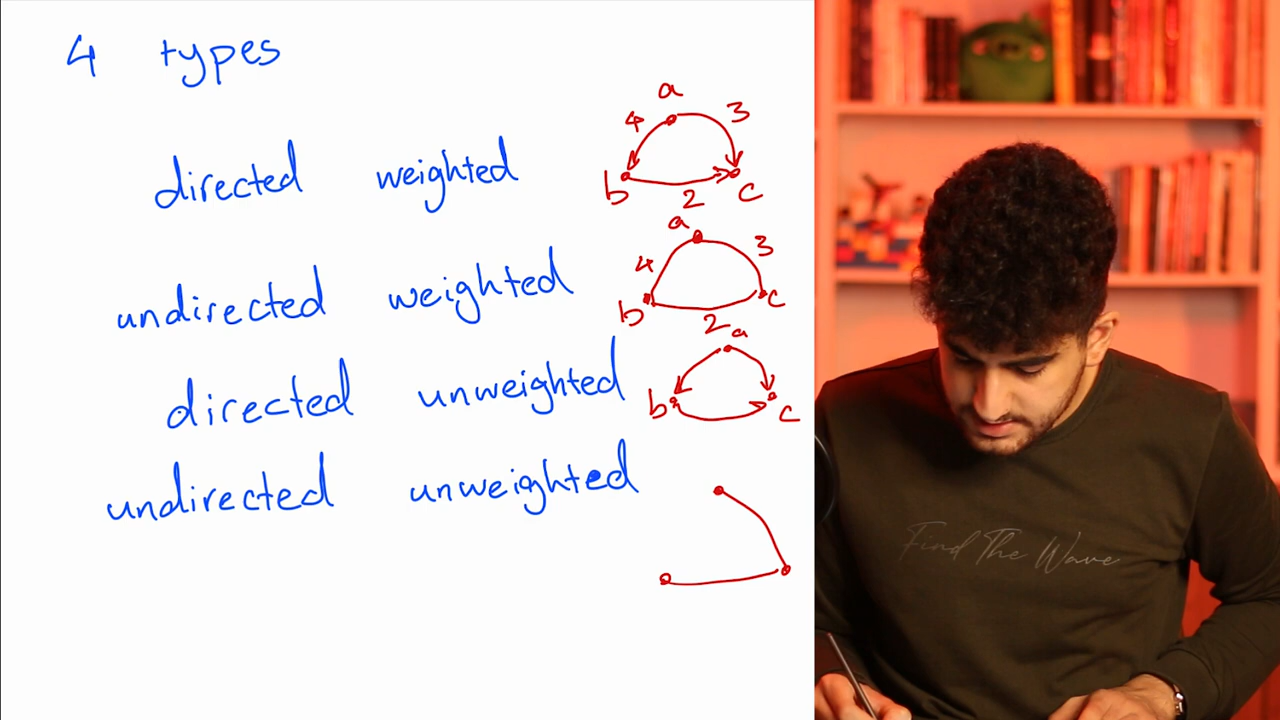 4 types
a
4 3
directed weighted
b 2 c
a
4 3
undirected weighted
b 2 c
a
directed unweighted
b c
undirected unweighted
Find The Wave